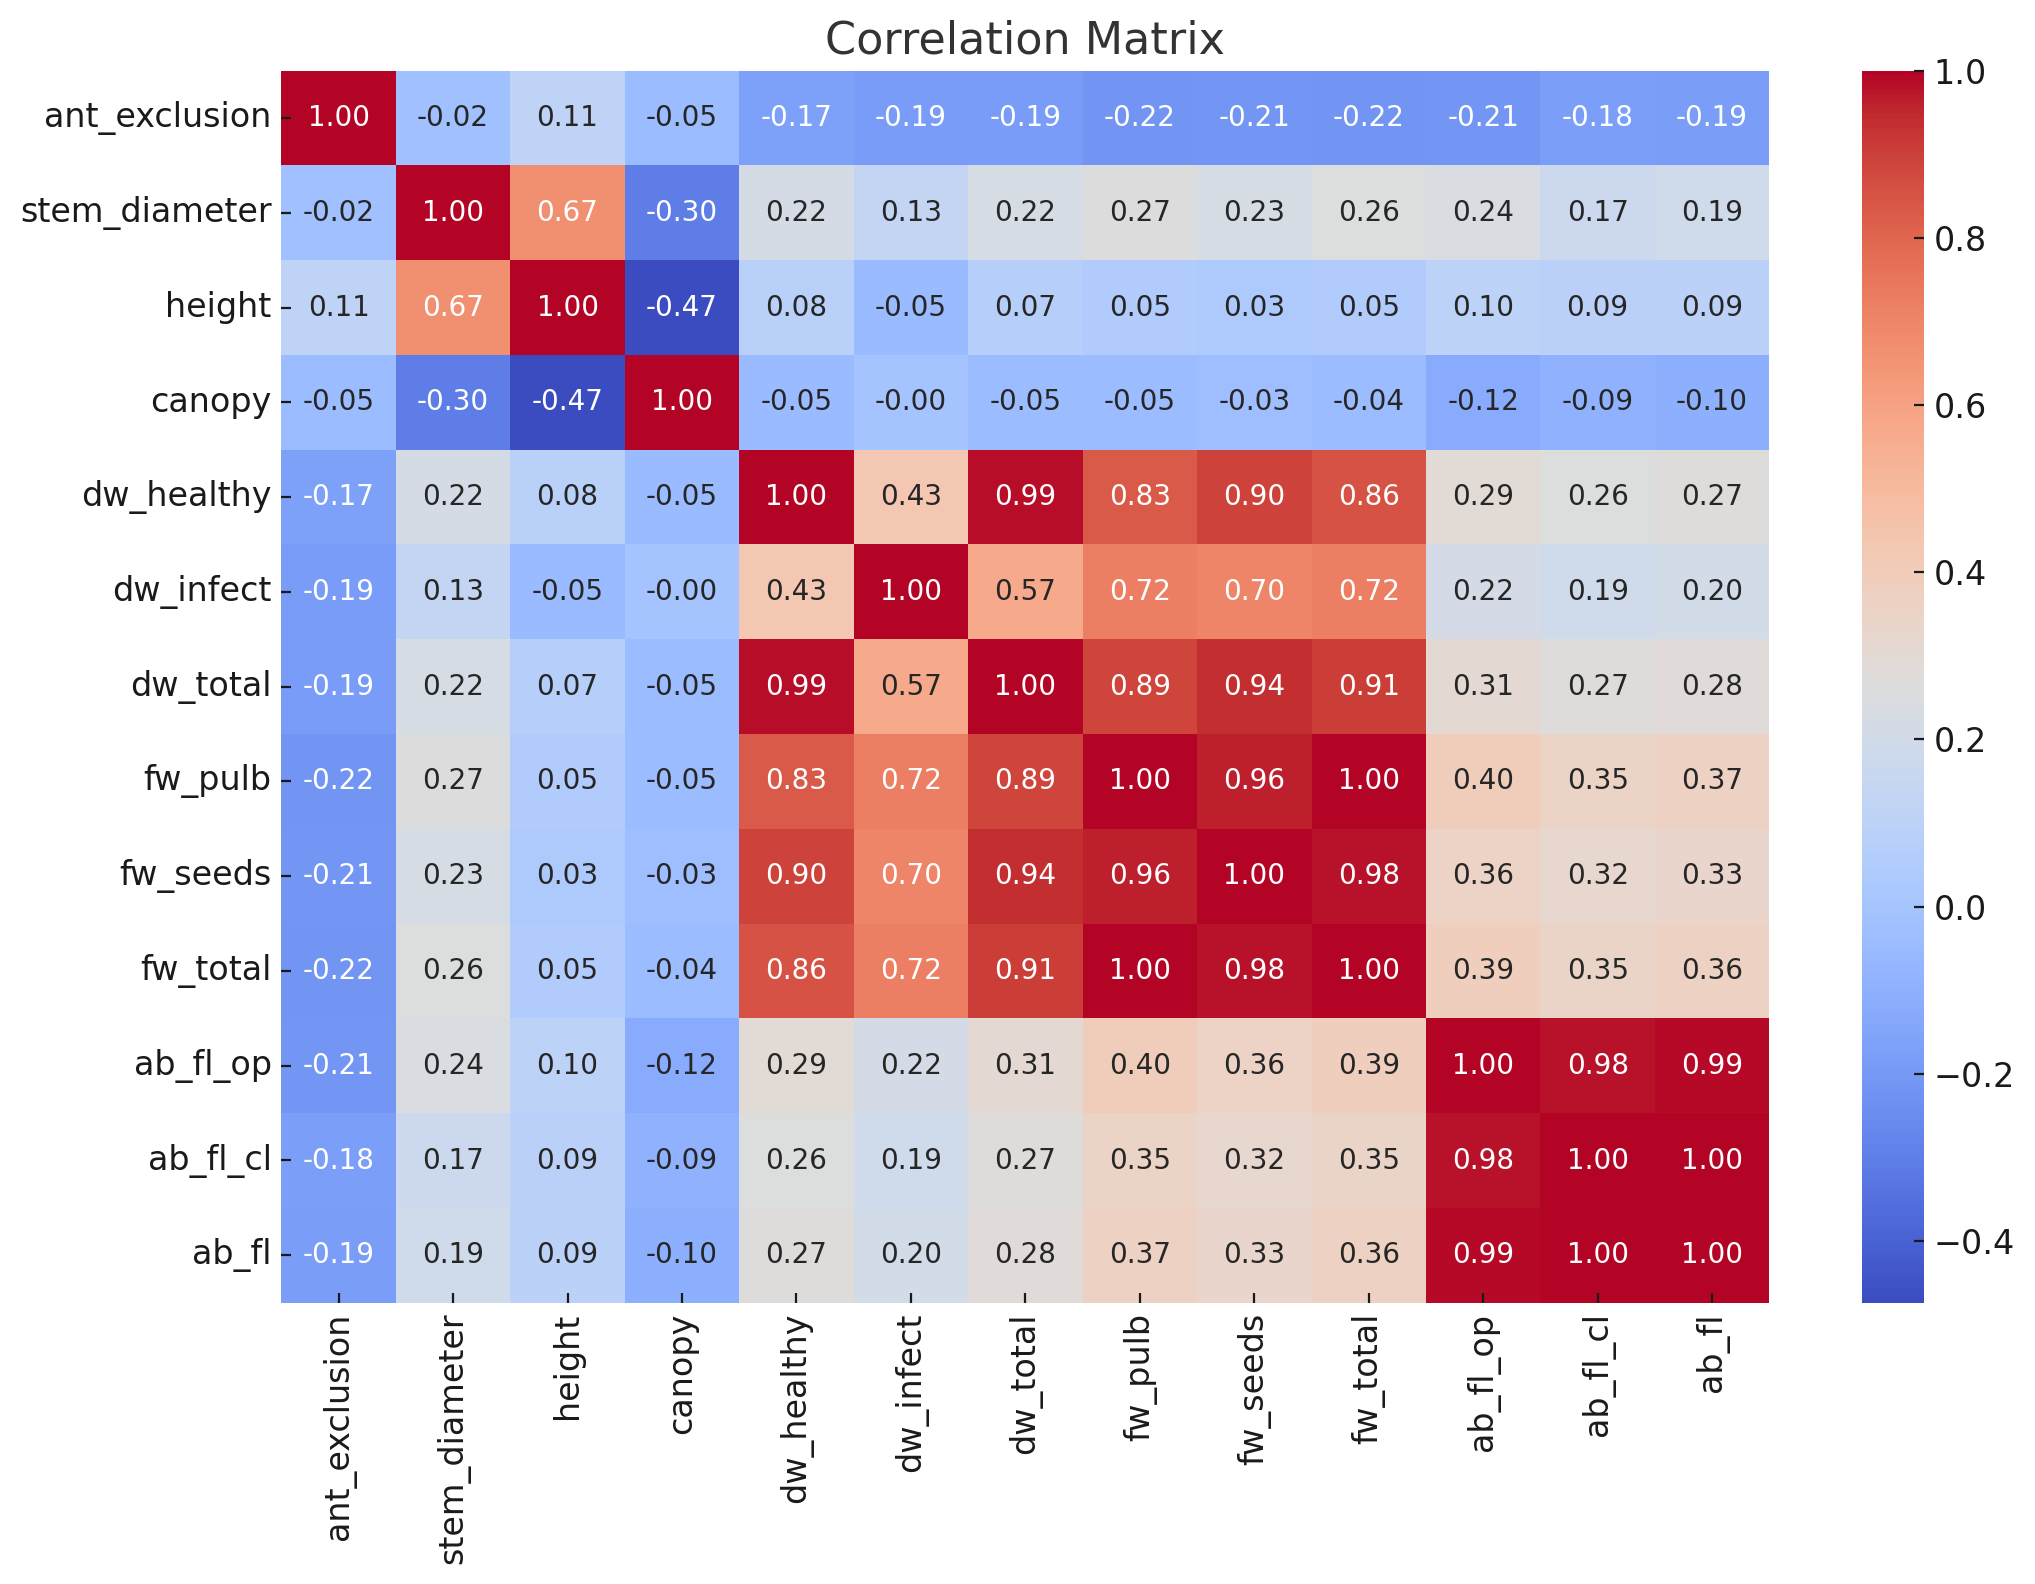 Correlation Matrix
ant_exclusion 1.00 -0.02 0.11 -0.05 -0.17 -0.19 -0.19 -0.22 -0.21 -0.22 -0.21 -0.18 -0.19
stem_diameter -0.02 1.00 0.67 -0.30 0.22 0.13 0.22 0.27 0.23 0.26 0.24 0.17 0.19
height 0.11 0.67 1.00 -0.47 0.08 -0.05 0.07 0.05 0.03 0.05 0.10 0.09 0.09
canopy -0.05 -0.30 -0.47 1.00 -0.05 -0.00 -0.05 -0.05 -0.03 -0.04 -0.12 -0.09 -0.10
dw_healthy -0.17 0.22 0.08 -0.05 1.00 0.43 0.99 0.83 0.90 0.86 0.29 0.26 0.27
dw_infect -0.19 0.13 -0.05 -0.00 0.43 1.00 0.57 0.72 0.70 0.72 0.22 0.19 0.20
dw_total -0.19 0.22 0.07 -0.05 0.99 0.57 1.00 0.89 0.94 0.91 0.31 0.27 0.28
fw_pulb -0.22 0.27 0.05 -0.05 0.83 0.72 0.89 1.00 0.96 1.00 0.40 0.35 0.37
fw_seeds -0.21 0.23 0.03 -0.03 0.90 0.70 0.94 0.96 1.00 0.98 0.36 0.32 0.33
fw_total -0.22 0.26 0.05 -0.04 0.86 0.72 0.91 1.00 0.98 1.00 0.39 0.35 0.36
ab_fl_op -0.21 0.24 0.10 -0.12 0.29 0.22 0.31 0.40 0.36 0.39 1.00 0.98 0.99
ab_fl_cl -0.18 0.17 0.09 -0.09 0.26 0.19 0.27 0.35 0.32 0.35 0.98 1.00 1.00
ab_fl -0.19 0.19 0.09 -0.10 0.27 0.20 0.28 0.37 0.33 0.36 0.99 1.00 1.00
ant_exclusion
stem_diameter
height
canopy
dw_healthy
dw_infect
dw_total
fw_pulb
fw_seeds
fw_total
ab_fl_op
ab_fl_cl
ab_fl
1.0
0.8
0.6
0.4
0.2
0.0
−0.2
−0.4